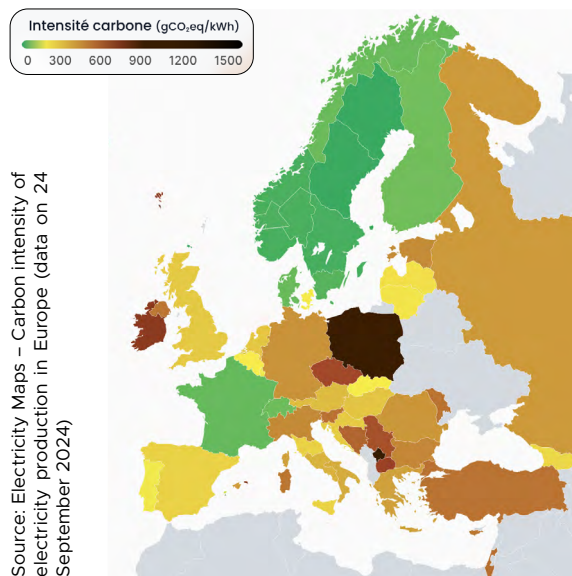 Intensité carbone (gCO₂eq/kWh)
0 300 600 900 1200 1500
Source: Electricity Maps – Carbon intensity of
electricity production in Europe (data on 24
September 2024)